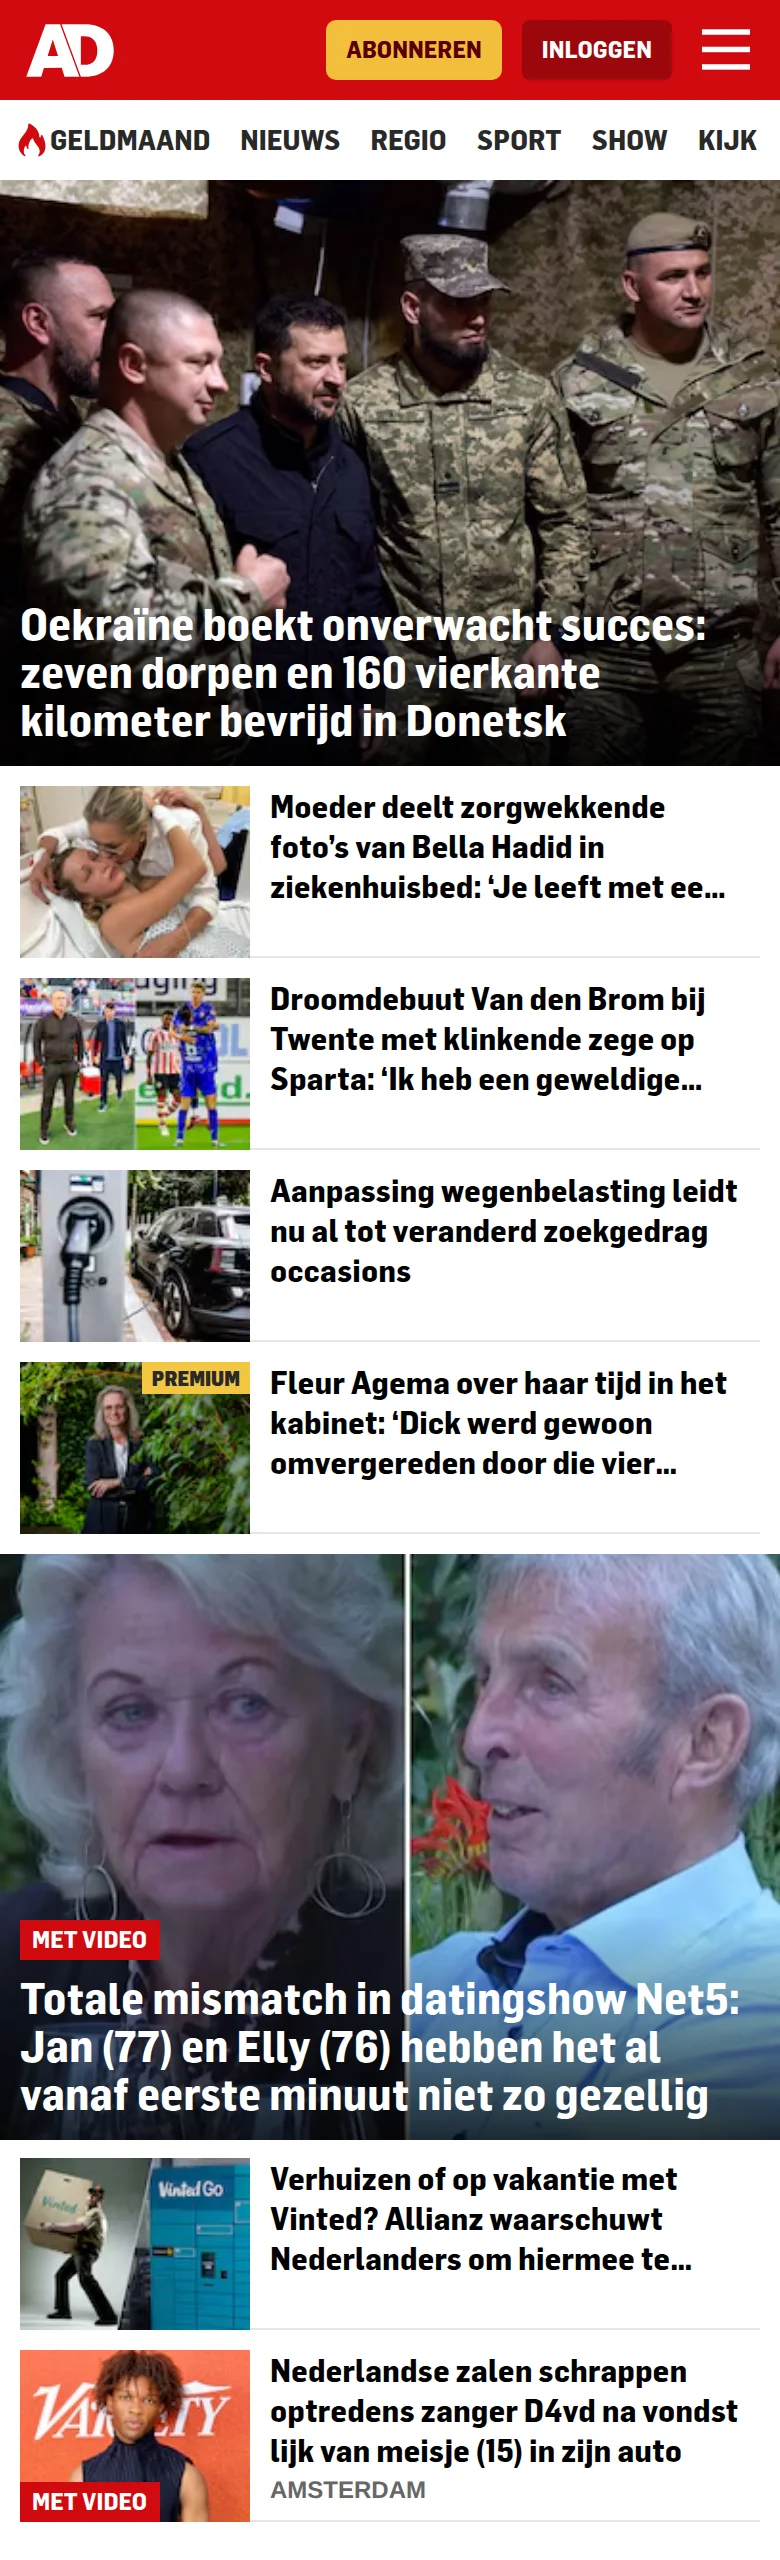 AD
ABONNEREN
INLOGGEN
GELDMAAND NIEUWS REGIO SPORT SHOW KIJK
Oekraïne boekt onverwacht succes:
zeven dorpen en 160 vierkante
kilometer bevrijd in Donetsk
Moeder deelt zorgwekkende
foto’s van Bella Hadid in
ziekenhuisbed: ‘Je leeft met ee...
Droomdebuut Van den Brom bij
Twente met klinkende zege op
Sparta: ‘Ik heb een geweldige...
Aanpassing wegenbelasting leidt
nu al tot veranderd zoekgedrag
occasions
PREMIUM
Fleur Agema over haar tijd in het
kabinet: ‘Dick werd gewoon
omvergereden door die vier...
MET VIDEO
Totale mismatch in datingshow Net5:
Jan (77) en Elly (76) hebben het al
vanaf eerste minuut niet zo gezellig
Vinted
Vinted Go
Verhuizen of op vakantie met
Vinted? Allianz waarschuwt
Nederlanders om hiermee te...
VARIETY
MET VIDEO
Nederlandse zalen schrappen
optredens zanger D4vd na vondst
lijk van meisje (15) in zijn auto
AMSTERDAM